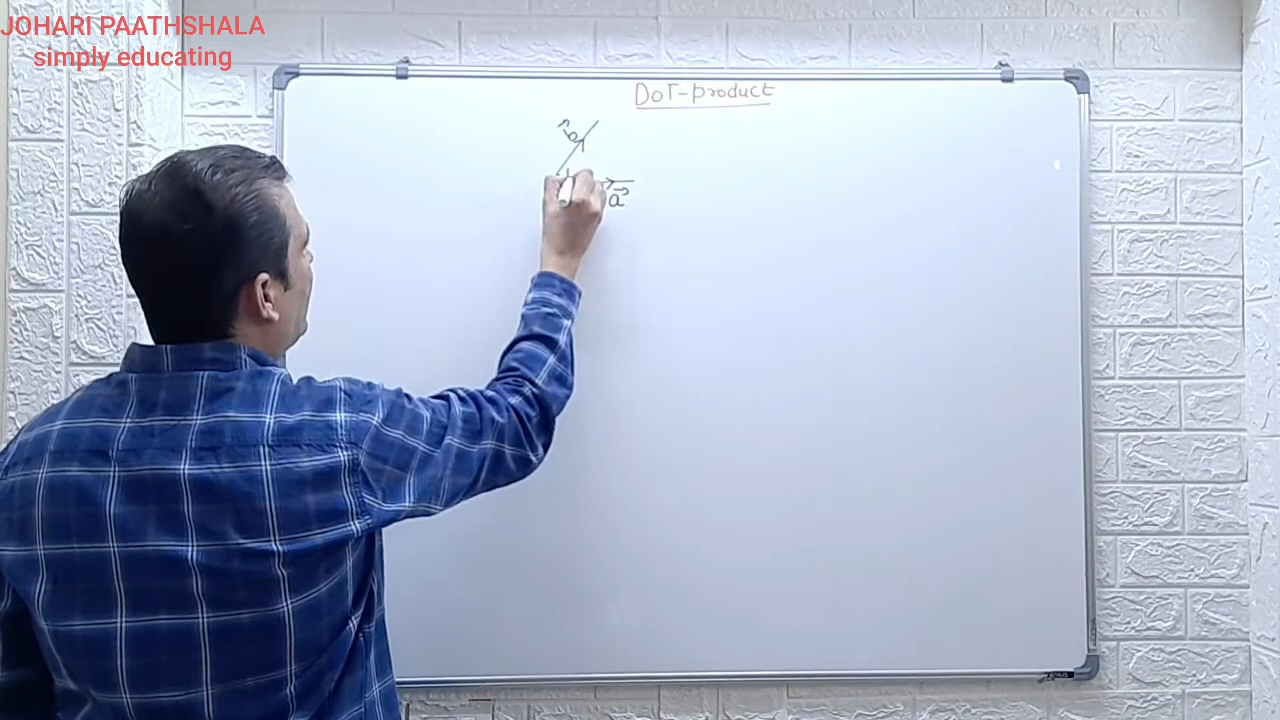 JOHARI PAATHSHALA
simply educating
DOT-product
b⃗
a⃗